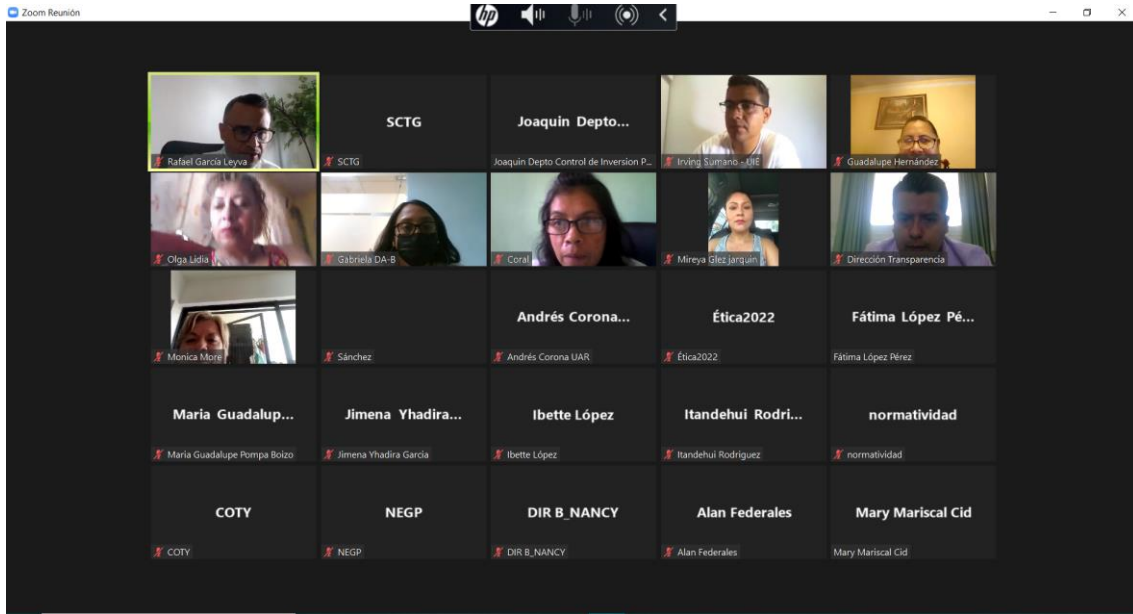 Zoom Reunión
hp
Rafael García Leyva
SCTG
SCTG
Joaquin Depto...
Joaquin Depto Control de Inversion P...
Irving Sumano - UIE
Guadalupe Hernández
Olga Lidia
Gabriela DA-B
Coral
Mireya Glez jarquin
Dirección Transparencia
Monica More
Sánchez
Andrés Corona...
Andrés Corona UAR
Ética2022
Ética2022
Fátima López Pé...
Fátima López Pérez
Maria Guadalup...
Maria Guadalupe Pompa Boizo
Jimena Yhadira...
Jimena Yhadira Garcia
Ibette López
Ibette López
Itandehui Rodri...
Itandehui Rodriguez
normatividad
normatividad
COTY
COTY
NEGP
NEGP
DIR B_NANCY
DIR B_NANCY
Alan Federales
Alan Federales
Mary Mariscal Cid
Mary Mariscal Cid